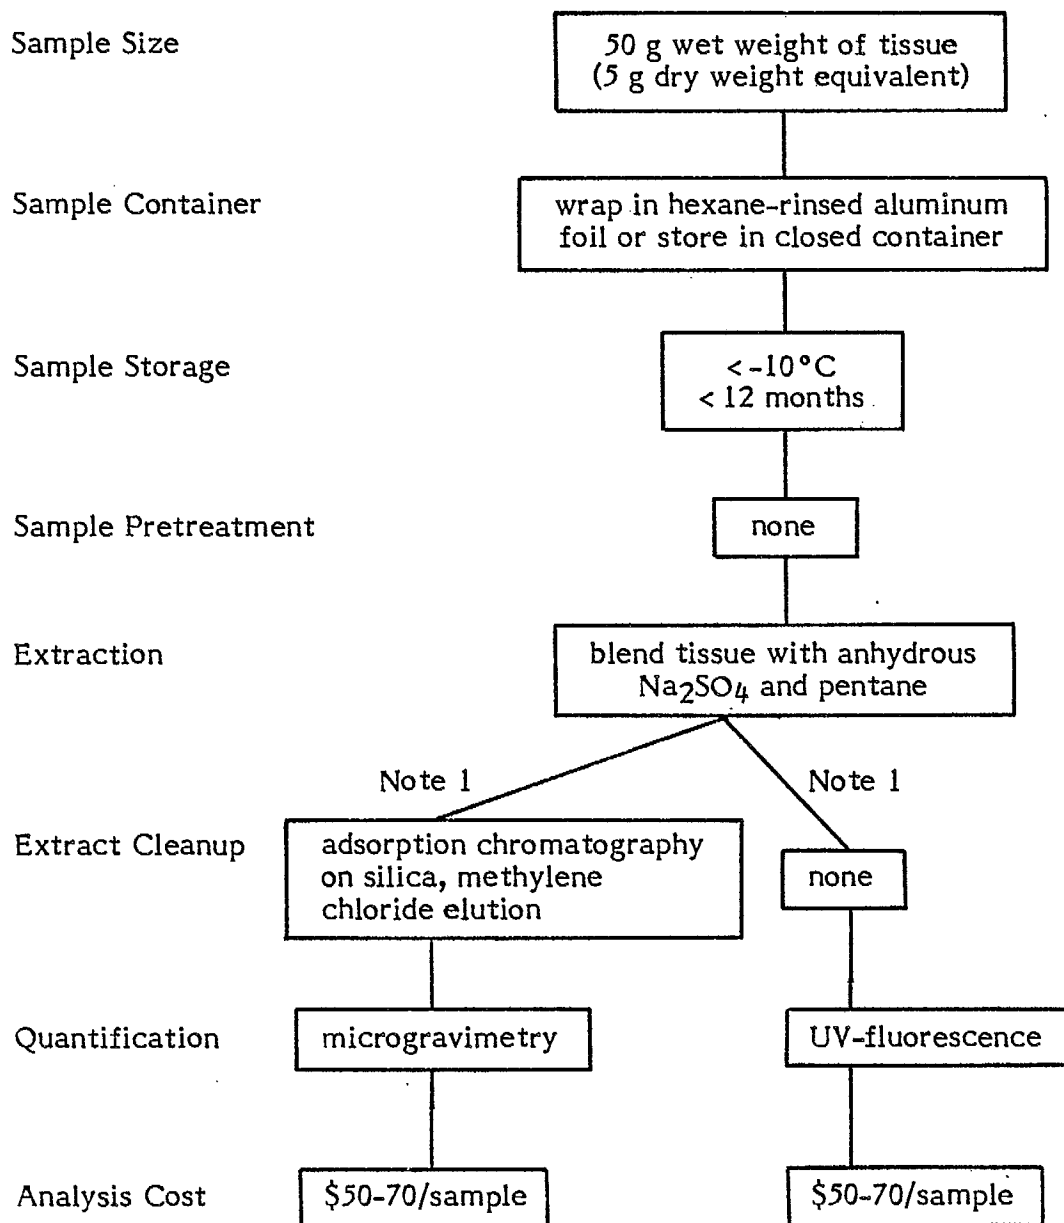 Sample Size
50 g wet weight of tissue
(5 g dry weight equivalent)
Sample Container
wrap in hexane-rinsed aluminum
foil or store in closed container
Sample Storage
<-10°C
< 12 months
Sample Pretreatment
none
Extraction
blend tissue with anhydrous
Na2SO4 and pentane
Note 1
Note 1
Extract Cleanup
adsorption chromatography
on silica, methylene
chloride elution
none
Quantification
microgravimetry
UV-fluorescence
Analysis Cost
$50-70/sample
$50-70/sample